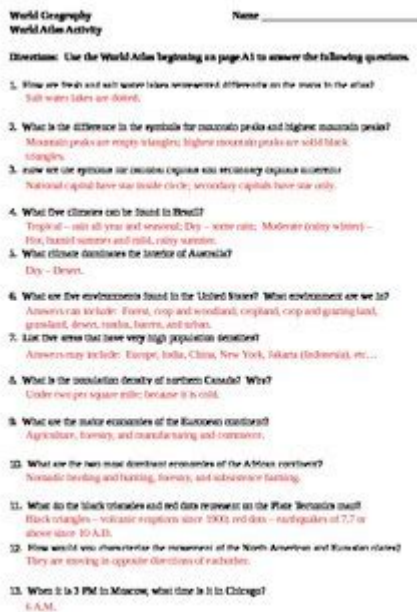 World Geography Name
World Atlas Activity
Directions: Use the World Atlas beginning on page A1 to answer the following questions.
1. How are fresh and salt water lakes represented differently on the maps in the atlas?
Salt water lakes are dotted.
2. What is the difference in the symbols for mountain peaks and highest mountain peaks?
Mountain peaks are empty triangles; highest mountain peaks are solid black
triangles.
3. How are the symbols for national capitals and secondary capitals different?
National capital have star inside circle; secondary capitals have star only.
4. What five climates can be found in Brazil?
Tropical – rain all year and seasonal; Dry – some rain; Moderate (rainy winter) –
Hot, humid summer and mild, rainy summer.
5. What climate dominates the interior of Australia?
Dry – Desert.
6. What are five environments found in the United States? What environment are we in?
Answers can include: Forest, crop and woodland, cropland, crop and grazing land,
grassland, desert, tundra, barren, and urban.
7. List five areas that have very high population densities?
Answers may include: Europe, India, China, New York, Jakarta (Indonesia), etc…
8. What is the population density of northern Canada? Why?
Under two per square mile; because it is cold.
9. What are the major economies of the European continent?
Agriculture, forestry, and manufacturing and commerce.
10. What are the two most dominant economies of the African continent?
Nomadic herding and hunting, forestry, and subsistence farming.
11. What do the black triangles and red dots represent on the Plate Tectonics map?
Black triangles – volcanic eruptions since 1900; red dots – earthquakes of 7.7 or
above since 10 A.D.
12. How would you characterize the movement of the North American and Eurasian plates?
They are moving in opposite directions of eachother.
13. When it is 3 PM in Moscow, what time is it in Chicago?
6 A.M.